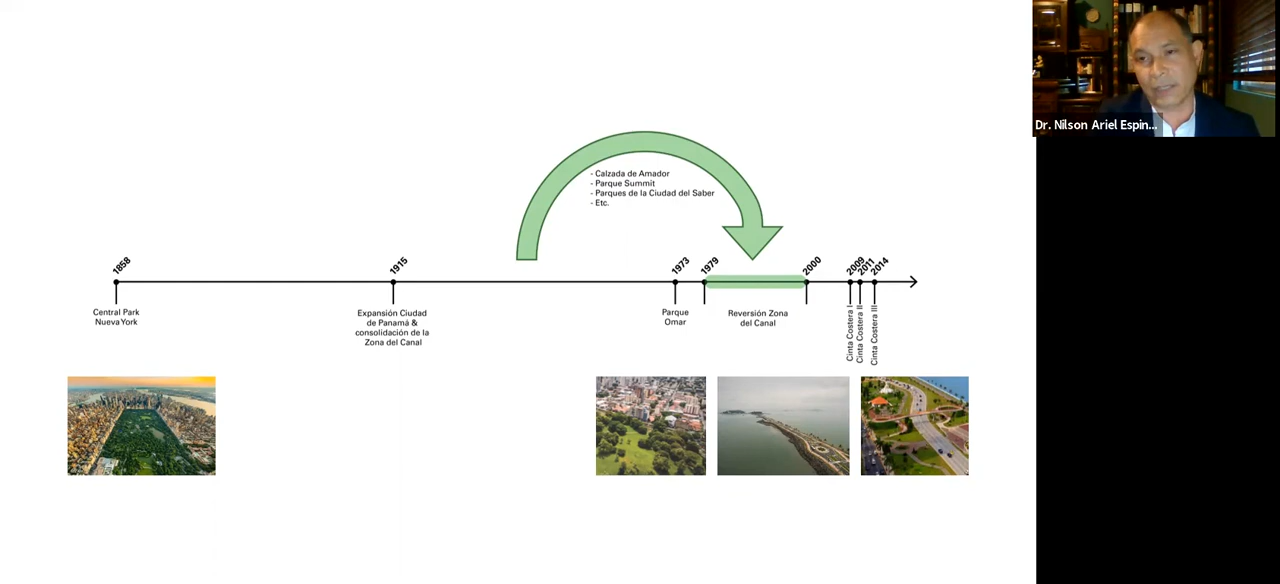 Dr. Nilson Ariel Espin...
- Calzada de Amador
- Parque Summit
- Parques de la Ciudad del Saber
- Etc.
1858
1915
1973
1979
2000
2009
2011
2014
Central Park
Nueva York
Expansión Ciudad
de Panamá &
consolidación de la
Zona del Canal
Parque
Omar
Reversión Zona
del Canal
Cinta Costera I
Cinta Costera II
Cinta Costera III